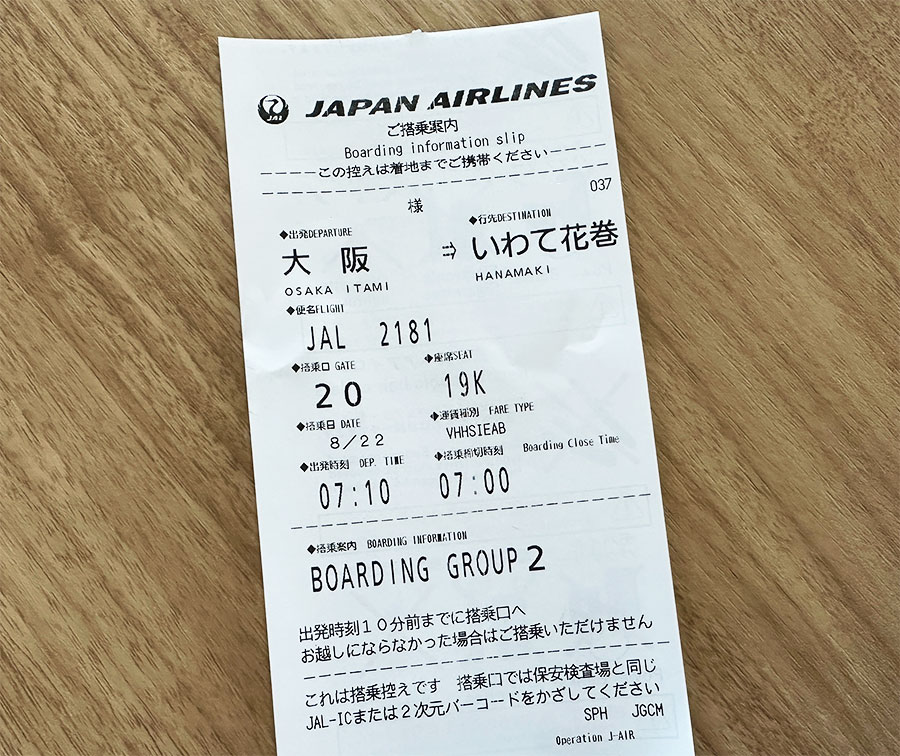 JAL JAPAN AIRLINES
ご搭乗案内
Boarding information slip
この控えは着地までご携帯ください
037
様
◆出発DEPARTURE ◆行先DESTINATION
大 阪 ⇒ いわて花巻
OSAKA ITAMI HANAMAKI
◆便名FLIGHT
JAL 2181
◆搭乗口 GATE ◆座席SEAT
20 19K
◆搭乗日 DATE ◆運賃種別 FARE TYPE
8/22 VHHSIEAB
◆出発時刻 DEP. TIME ◆搭乗締切時刻 Boarding Close Time
07:10 07:00
◆搭乗案内 BOARDING INFORMATION
BOARDING GROUP 2
出発時刻10分前までに搭乗口へ
お越しにならなかった場合はご搭乗いただけません
これは搭乗控えです 搭乗口では保安検査場と同じ
JAL-ICまたは2次元バーコードをかざしてください
SPH JGCM
Operation J-AIR